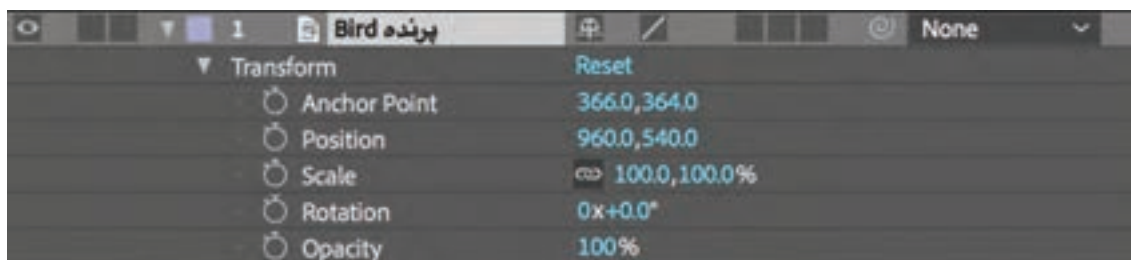 1 پرنده Bird None
Transform Reset
Anchor Point 366.0,364.0
Position 960.0,540.0
Scale 100.0,100.0%
Rotation 0x+0.0°
Opacity 100%